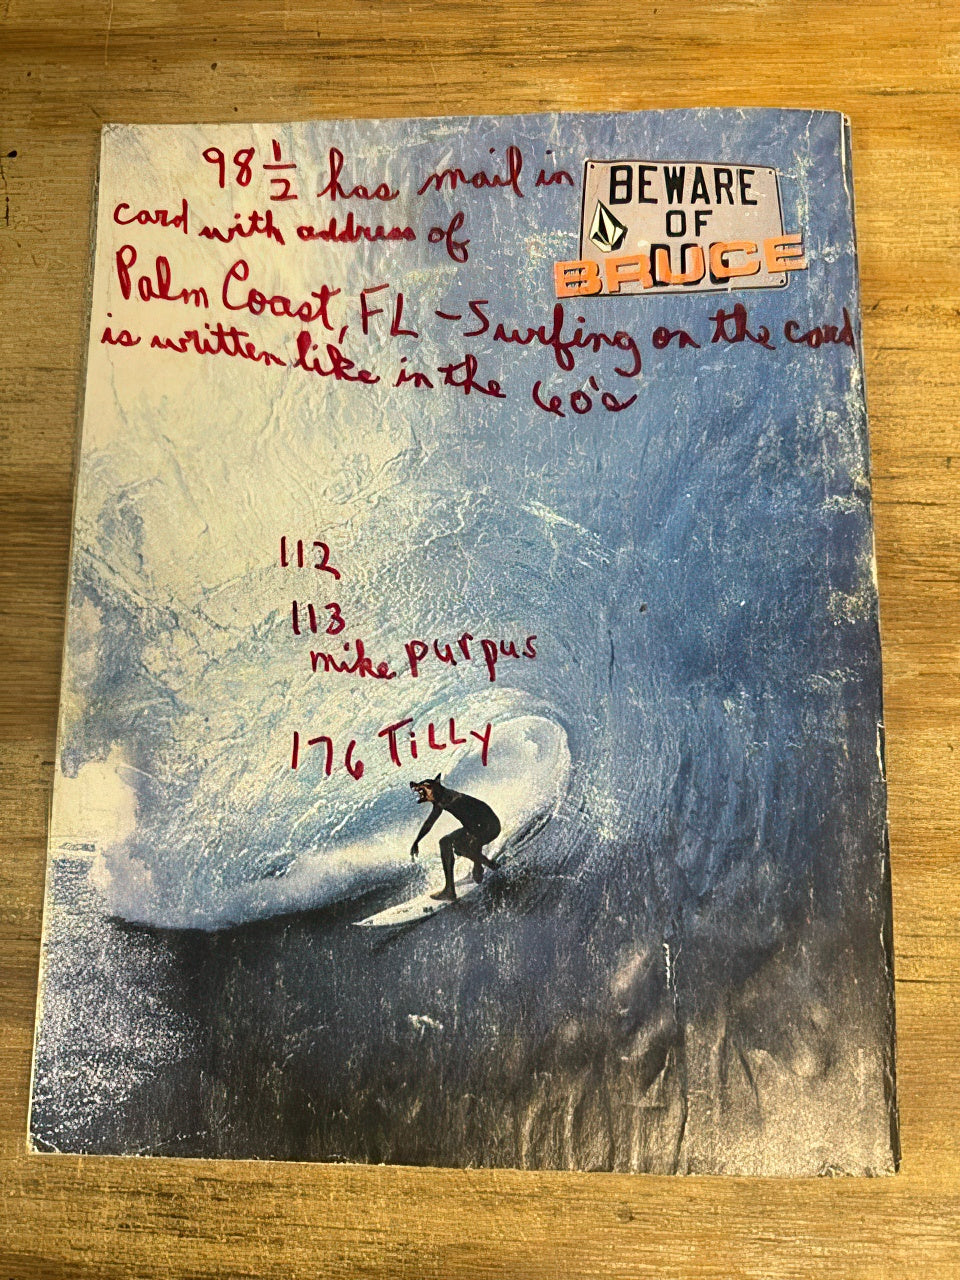 98 1/2 has mail in
card with address of
Palm Coast, FL - Surfing on the card
is written like in the 60's
BEWARE
OF
BRUCE
112
113
mike purpus
176 TiLLy